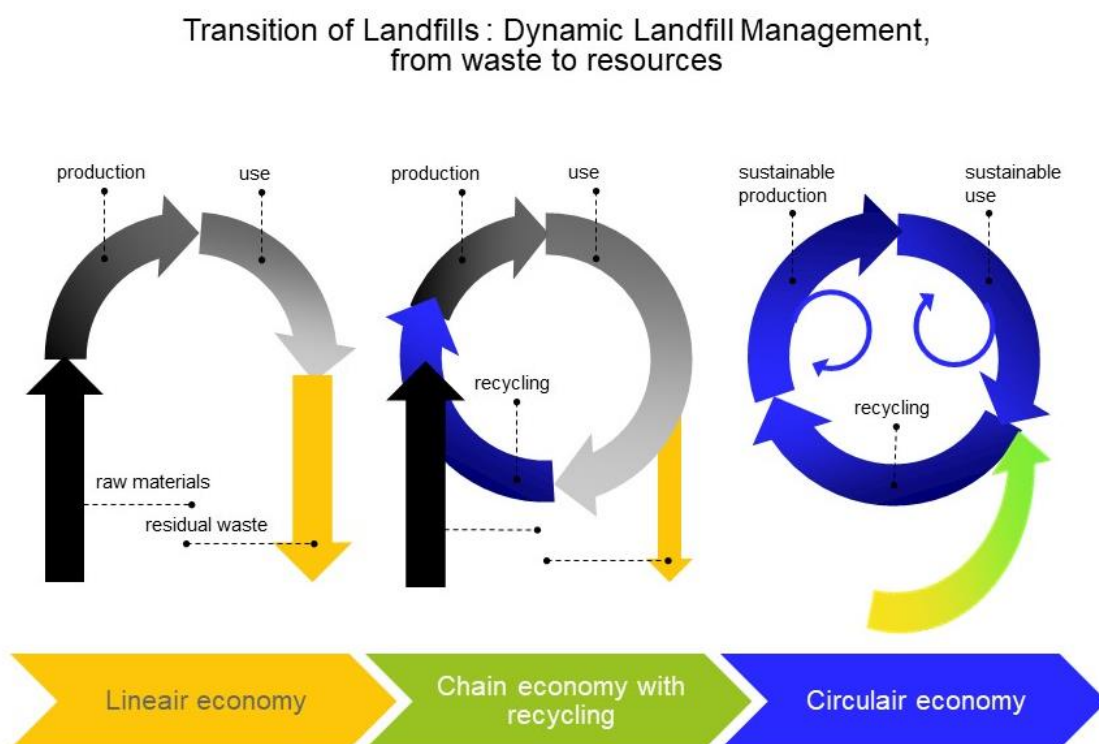 Transition of Landfills : Dynamic Landfill Management,
from waste to resources
production
use
raw materials
residual waste
production
use
recycling
sustainable
production
sustainable
use
recycling
Lineair economy
Chain economy with
recycling
Circulair economy